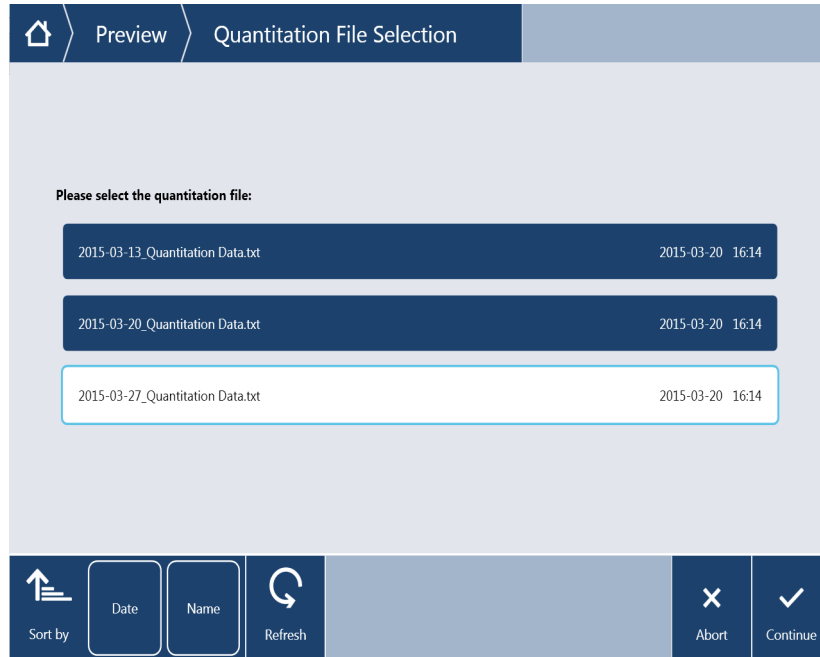 Preview Quantitation File Selection
Please select the quantitation file:
2015-03-13_Quantitation Data.txt 2015-03-20 16:14
2015-03-20_Quantitation Data.txt 2015-03-20 16:14
2015-03-27_Quantitation Data.txt 2015-03-20 16:14
Sort by Date Name Refresh Abort Continue